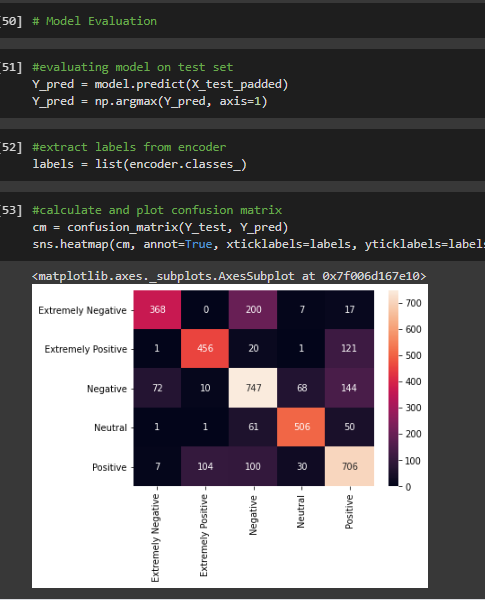 [50] # Model Evaluation
[51] #evaluating model on test set
Y_pred = model.predict(X_test_padded)
Y_pred = np.argmax(Y_pred, axis=1)
[52] #extract labels from encoder
labels = list(encoder.classes_)
[53] #calculate and plot confusion matrix
cm = confusion_matrix(Y_test, Y_pred)
sns.heatmap(cm, annot=True, xticklabels=labels, yticklabels=labels
<matplotlib.axes._subplots.AxesSubplot at 0x7f006d167e10>
Extremely Negative 368 0 200 7 17
Extremely Positive 1 456 20 1 121
Negative 72 10 747 68 144
Neutral 1 1 61 506 50
Positive 7 104 100 30 706
Extremely Negative
Extremely Positive
Negative
Neutral
Positive
700
600
500
400
300
200
100
0